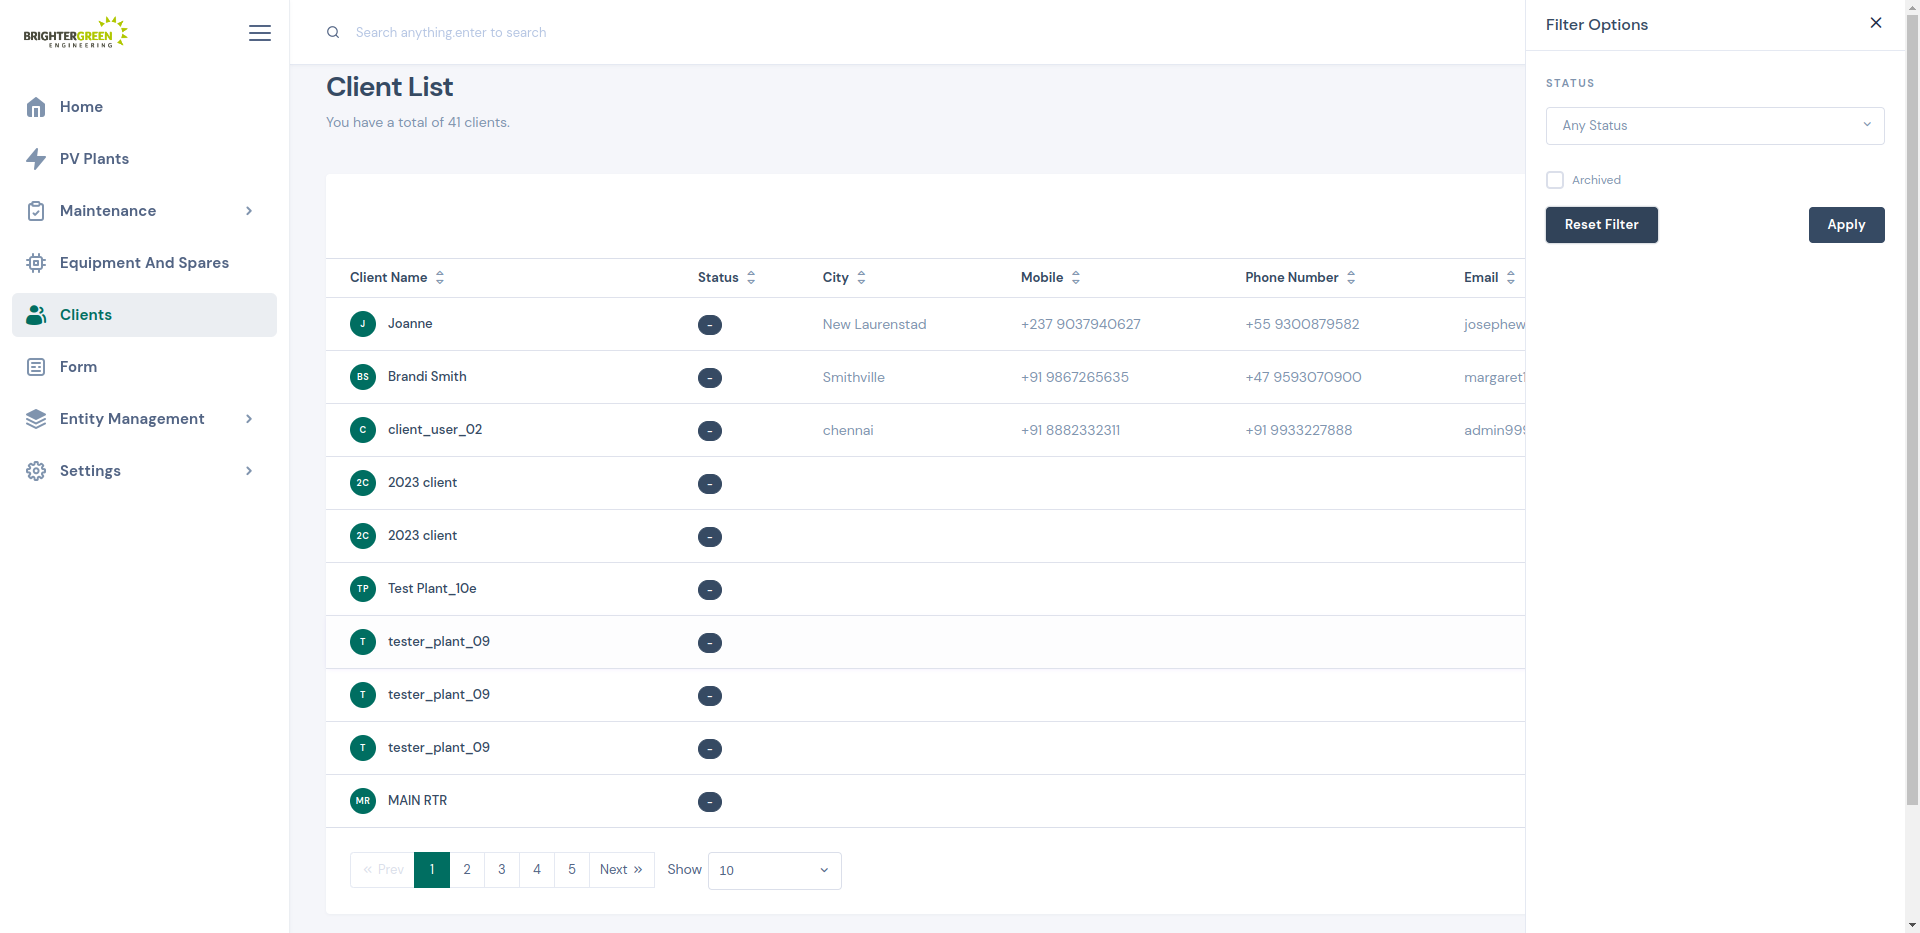 BRIGHTERGREEN
ENGINEERING
Home
PV Plants
Maintenance
Equipment And Spares
Clients
Form
Entity Management
Settings
Search anything.enter to search
Client List
You have a total of 41 clients.
Client Name Status City Mobile Phone Number Email
J Joanne - New Laurenstad +237 9037940627 +55 9300879582 josephew
BS Brandi Smith - Smithville +91 9867265635 +47 9593070900 margaret1
C client_user_02 - chennai +91 8882332311 +91 9933227888 admin999
2C 2023 client -
2C 2023 client -
TP Test Plant_10e -
T tester_plant_09 -
T tester_plant_09 -
T tester_plant_09 -
MR MAIN RTR -
« Prev 1 2 3 4 5 Next » Show 10
Filter Options
STATUS
Any Status
Archived
Reset Filter Apply